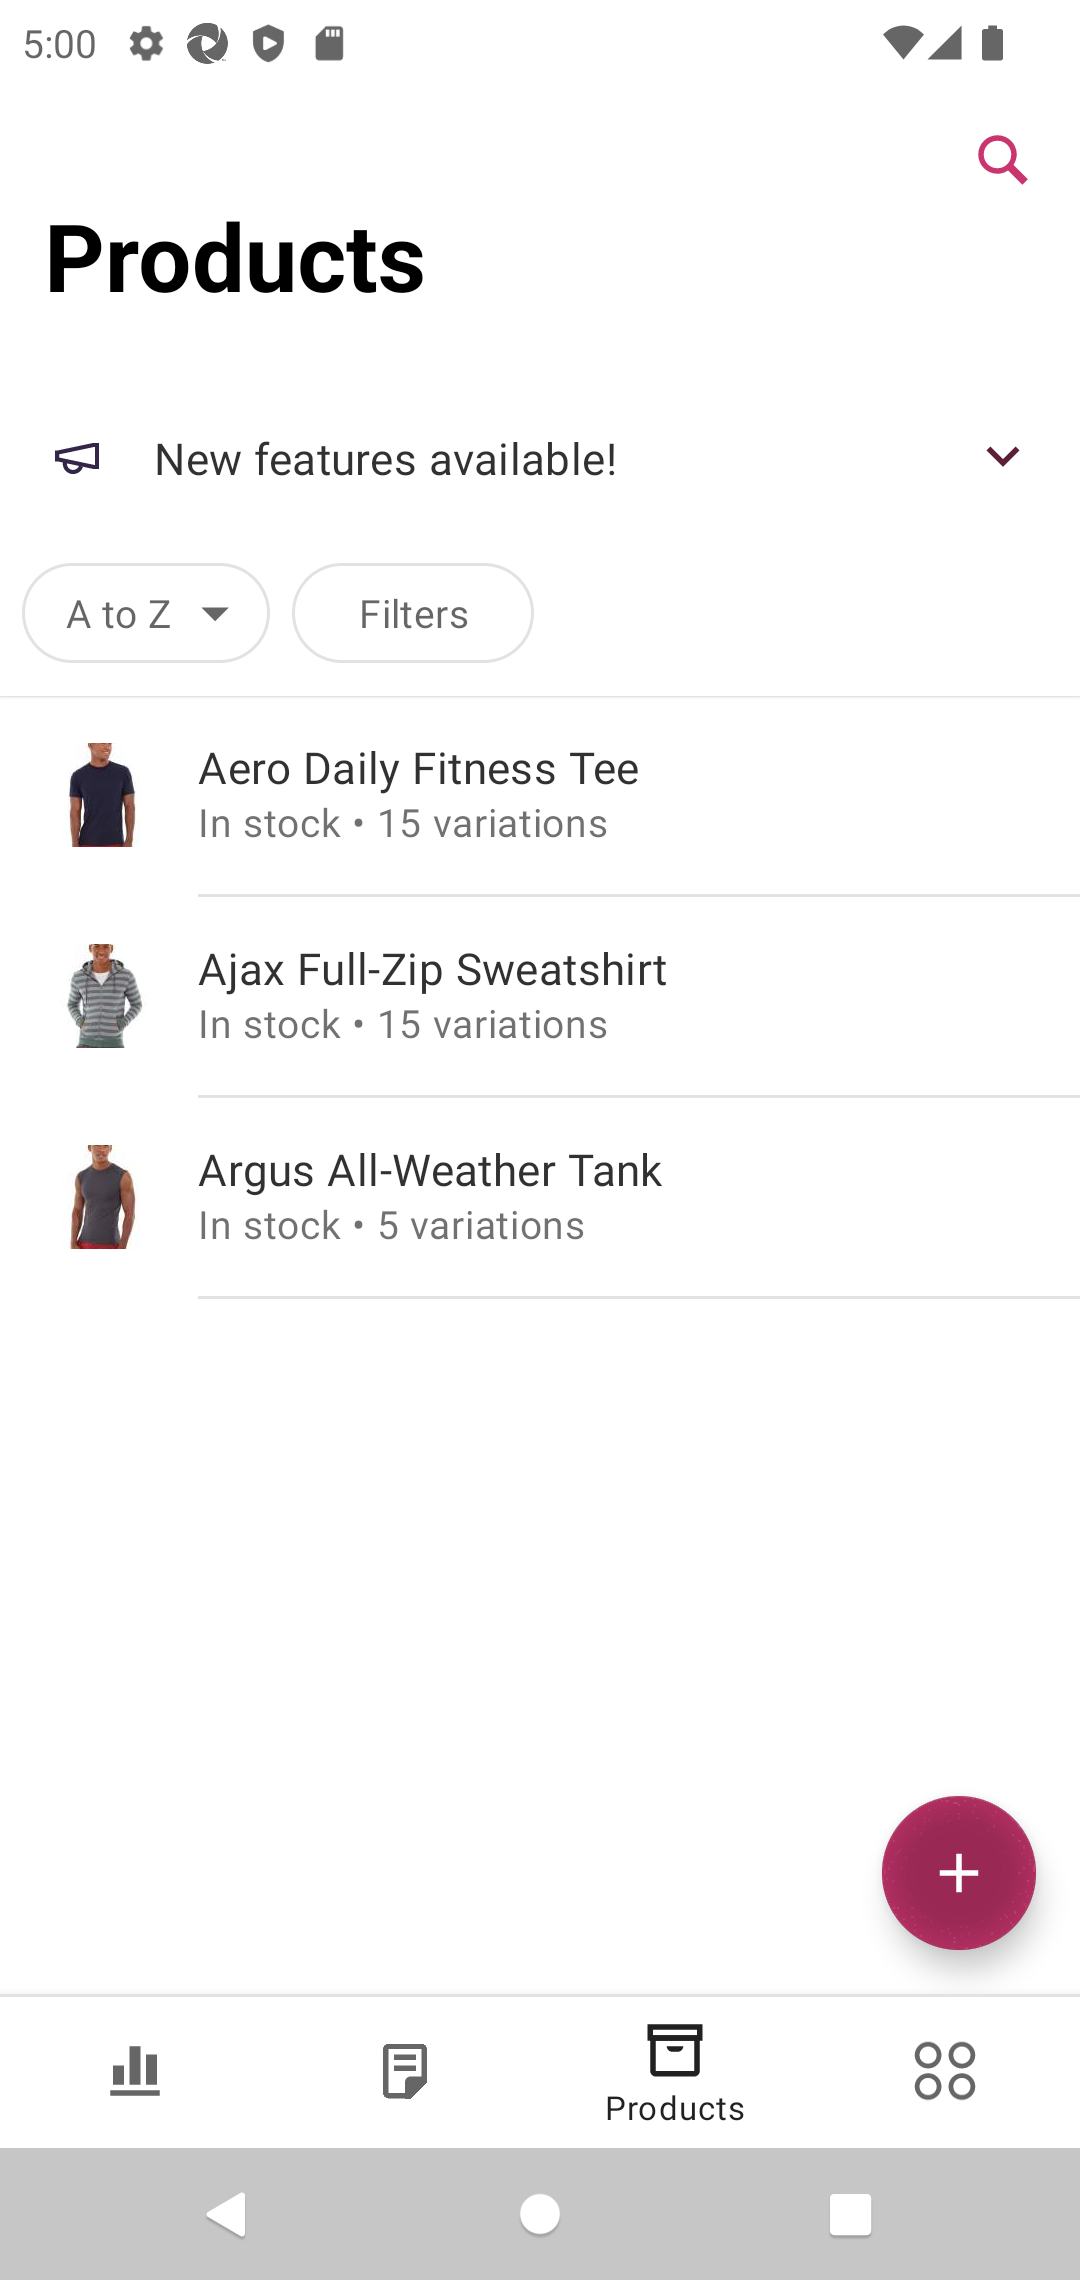 5:00
Products
New features available!
A to Z
Filters
Aero Daily Fitness Tee
In stock • 15 variations
Ajax Full-Zip Sweatshirt
In stock • 15 variations
Argus All-Weather Tank
In stock • 5 variations
Products